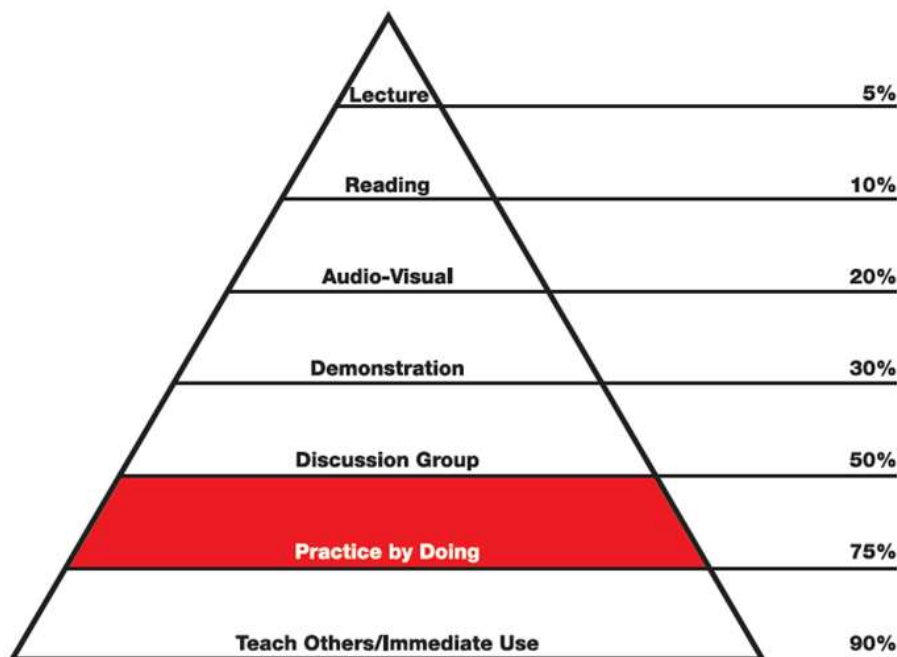 Lecture 5%
Reading 10%
Audio-Visual 20%
Demonstration 30%
Discussion Group 50%
Practice by Doing 75%
Teach Others/Immediate Use 90%